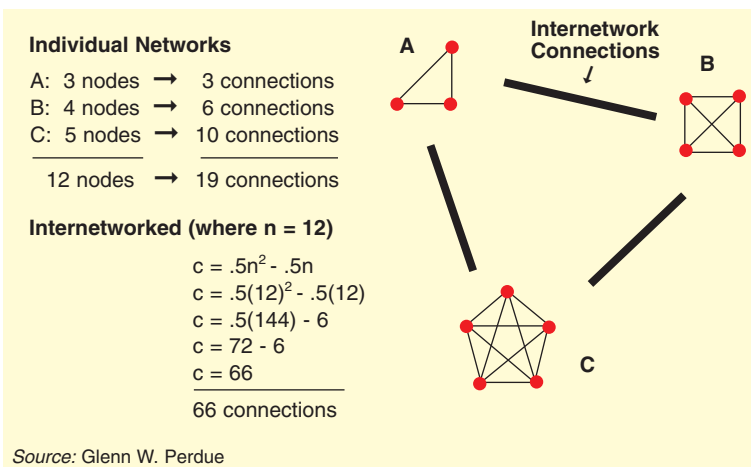 Individual Networks
A: 3 nodes ➞ 3 connections
B: 4 nodes ➞ 6 connections
C: 5 nodes ➞ 10 connections
12 nodes ➞ 19 connections
Internetworked (where n = 12)
c = .5n² - .5n
c = .5(12)² - .5(12)
c = .5(144) - 6
c = 72 - 6
c = 66
66 connections
A
Internetwork
Connections
B
C
Source: Glenn W. Perdue